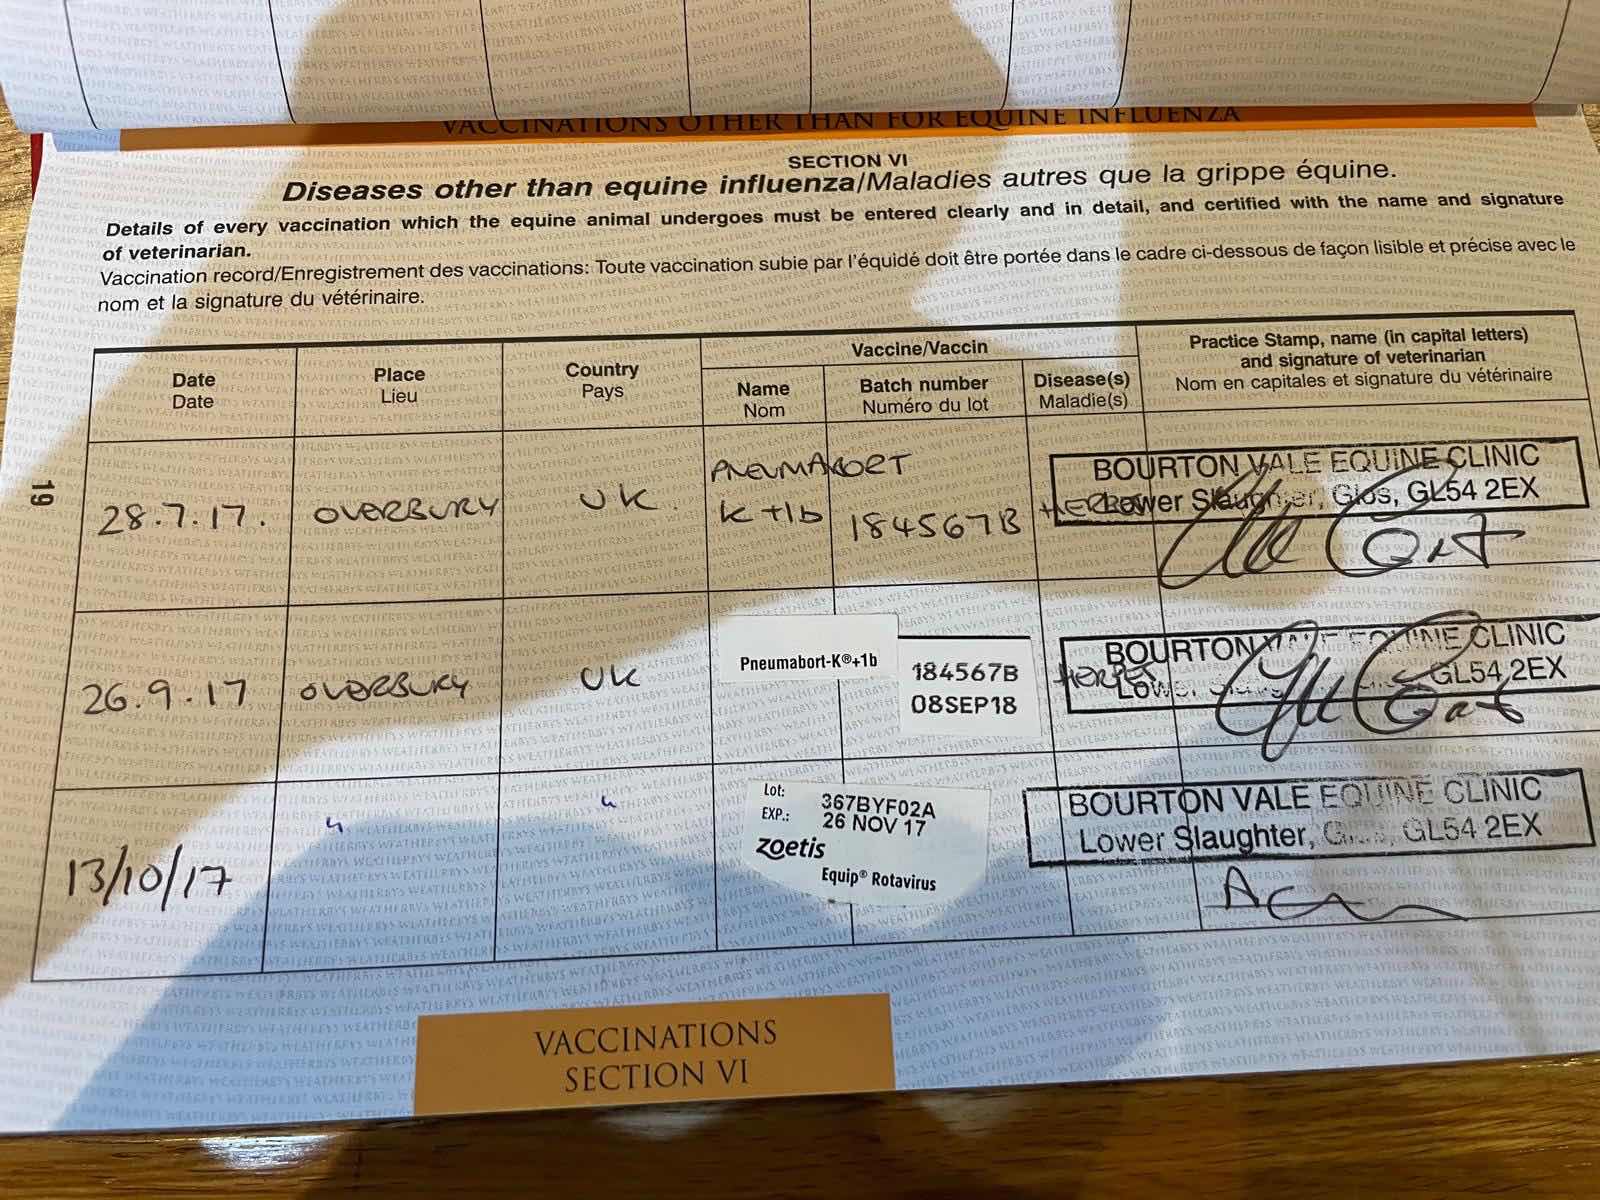 VACCINATIONS OTHER THAN FOR EQUINE INFLUENZA
SECTION VI
Diseases other than equine influenza/Maladies autres que la grippe équine.
Details of every vaccination which the equine animal undergoes must be entered clearly and in detail, and certified with the name and signature
of veterinarian.
Vaccination record/Enregistrement des vaccinations: Toute vaccination subie par l'équidé doit être portée dans le cadre ci-dessous de façon lisible et précise avec le
nom et la signature du vétérinaire.
Date
Date
Place
Lieu
Country
Pays
Vaccine/Vaccin
Name
Nom
Batch number
Numéro du lot
Disease(s)
Maladie(s)
Practice Stamp, name (in capital letters)
and signature of veterinarian
Nom en capitales et signature du vétérinaire
19
28.7.17.
OVERBURY
UK.
PNEUMABORT
K+1b
184567B
HERPES
BOURTON VALE EQUINE CLINIC
Lower Slaughter, Glos, GL54 2EX
26.9.17
OVERBURY
UK
Pneumabort-K®+1b
184567B
08SEP18
HERPES
BOURTON VALE EQUINE CLINIC
GL54 2EX
13/10/17
"
"
Lot: 367BYF02A
EXP.: 26 NOV 17
zoetis
Equip® Rotavirus
BOURTON VALE EQUINE CLINIC
Lower Slaughter, Glos, GL54 2EX
VACCINATIONS
SECTION VI